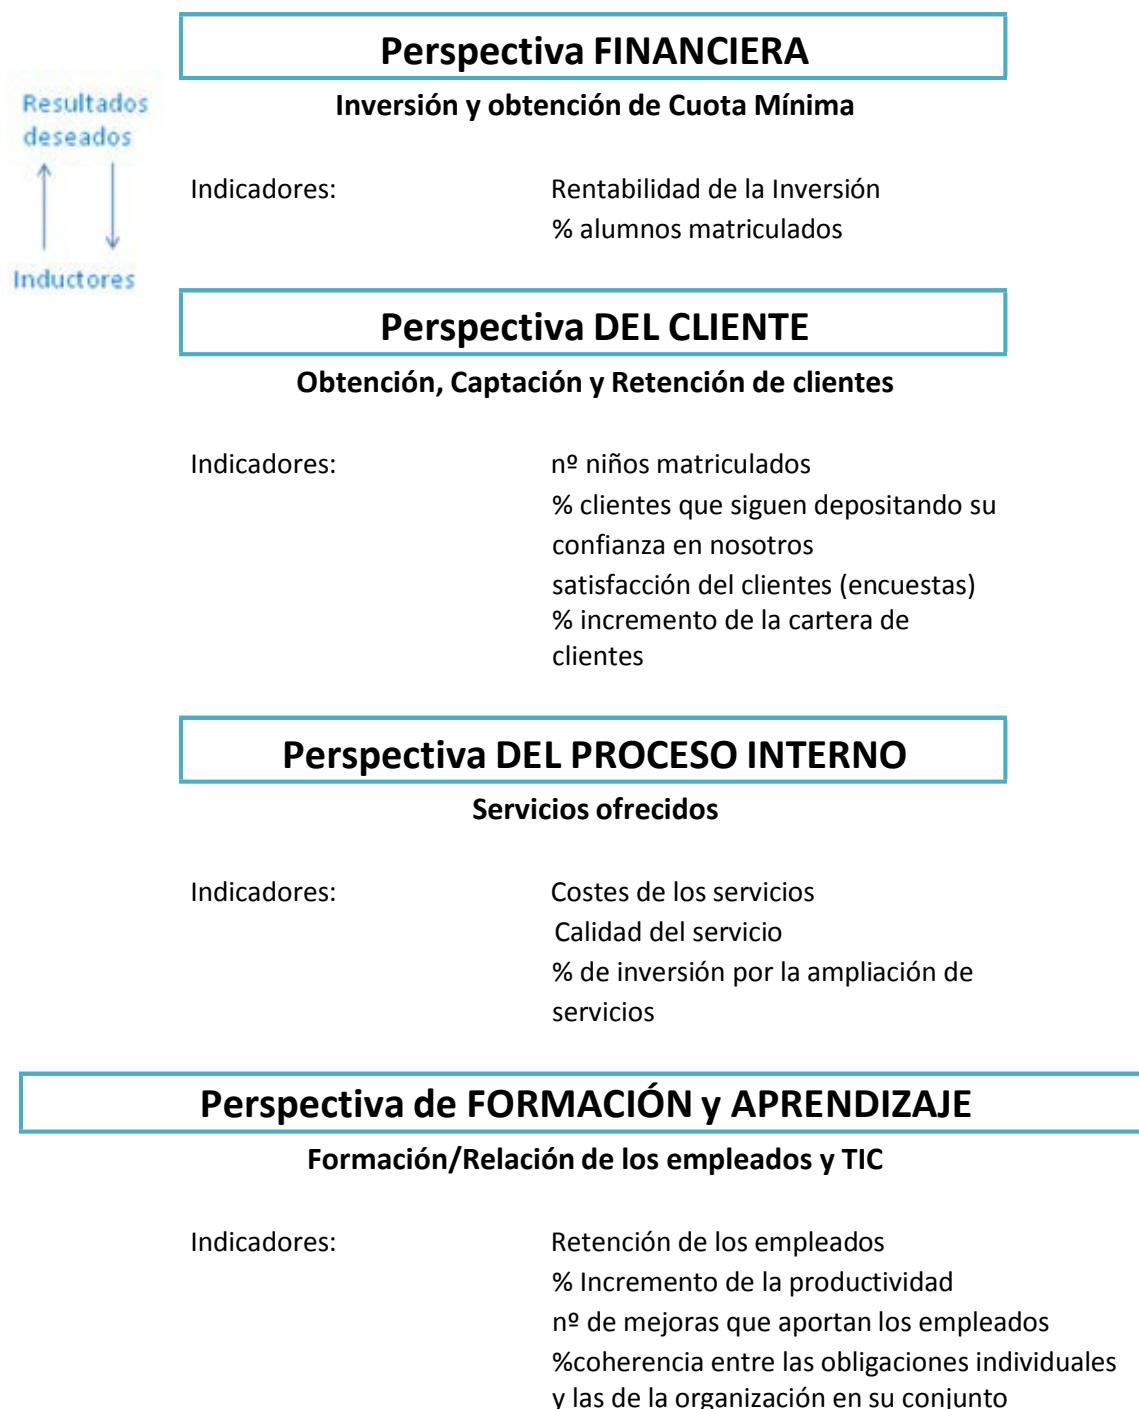 Perspectiva FINANCIERA
Inversión y obtención de Cuota Mínima
Resultados
deseados
Inductores
Indicadores: Rentabilidad de la Inversión
% alumnos matriculados
Perspectiva DEL CLIENTE
Obtención, Captación y Retención de clientes
Indicadores: nº niños matriculados
% clientes que siguen depositando su
confianza en nosotros
satisfacción del clientes (encuestas)
% incremento de la cartera de
clientes
Perspectiva DEL PROCESO INTERNO
Servicios ofrecidos
Indicadores: Costes de los servicios
Calidad del servicio
% de inversión por la ampliación de
servicios
Perspectiva de FORMACIÓN y APRENDIZAJE
Formación/Relación de los empleados y TIC
Indicadores: Retención de los empleados
% Incremento de la productividad
nº de mejoras que aportan los empleados
%coherencia entre las obligaciones individuales
y las de la organización en su conjunto